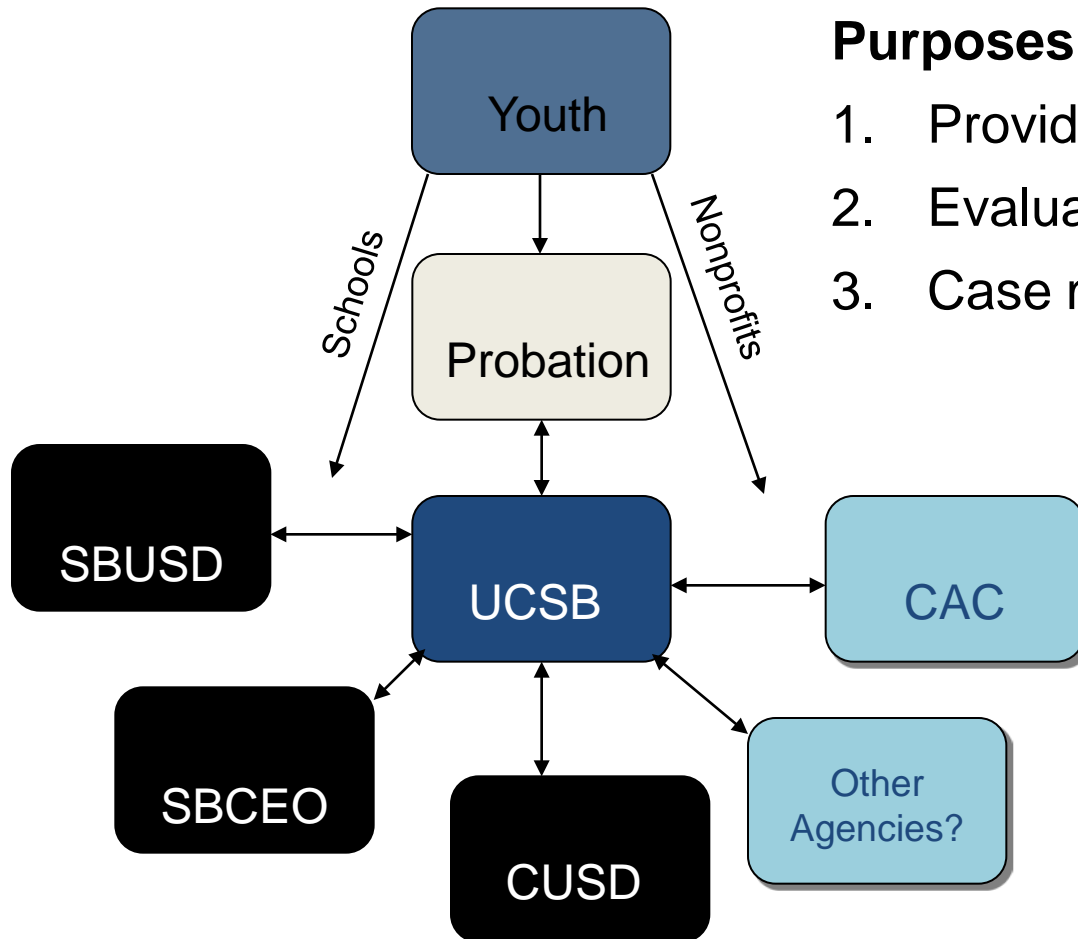 Purposes
Youth
1. Provid
2. Evalua
3. Case r
Schools
Nonprofits
Probation
SBUSD
UCSB
CAC
SBCEO
Other
Agencies?
CUSD